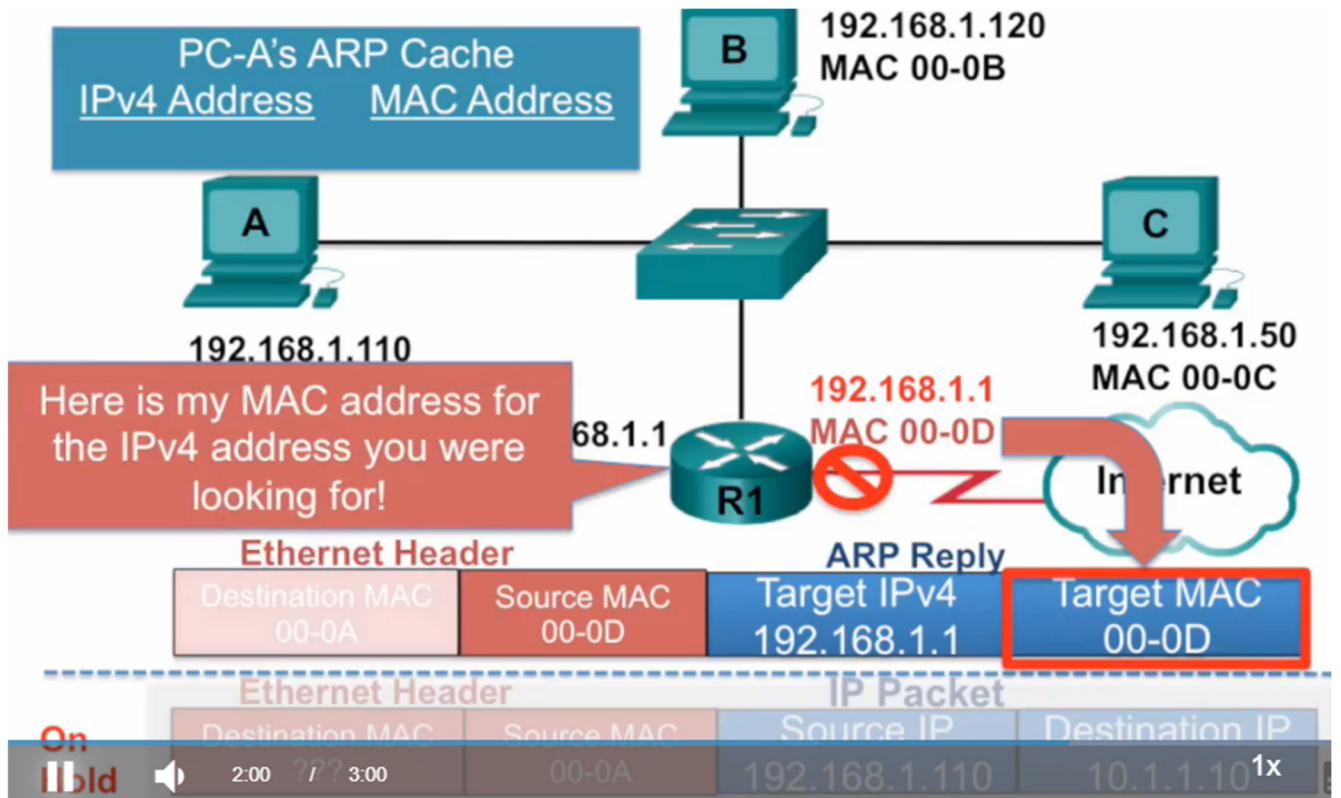 PC-A's ARP Cache
IPv4 Address MAC Address
B
192.168.1.120
MAC 00-0B
A
C
192.168.1.110
192.168.1.50
MAC 00-0C
Here is my MAC address for
the IPv4 address you were
looking for!
68.1.1
192.168.1.1
MAC 00-0D
R1
Internet
Ethernet Header
ARP Reply
Destination MAC
00-0A
Source MAC
00-0D
Target IPv4
192.168.1.1
Target MAC
00-0D
Ethernet Header
IP Packet
On
Hold
Destination MAC
???
Source MAC
00-0A
Source IP
192.168.1.110
Destination IP
10.1.1.10
2:00 / 3:00
1x